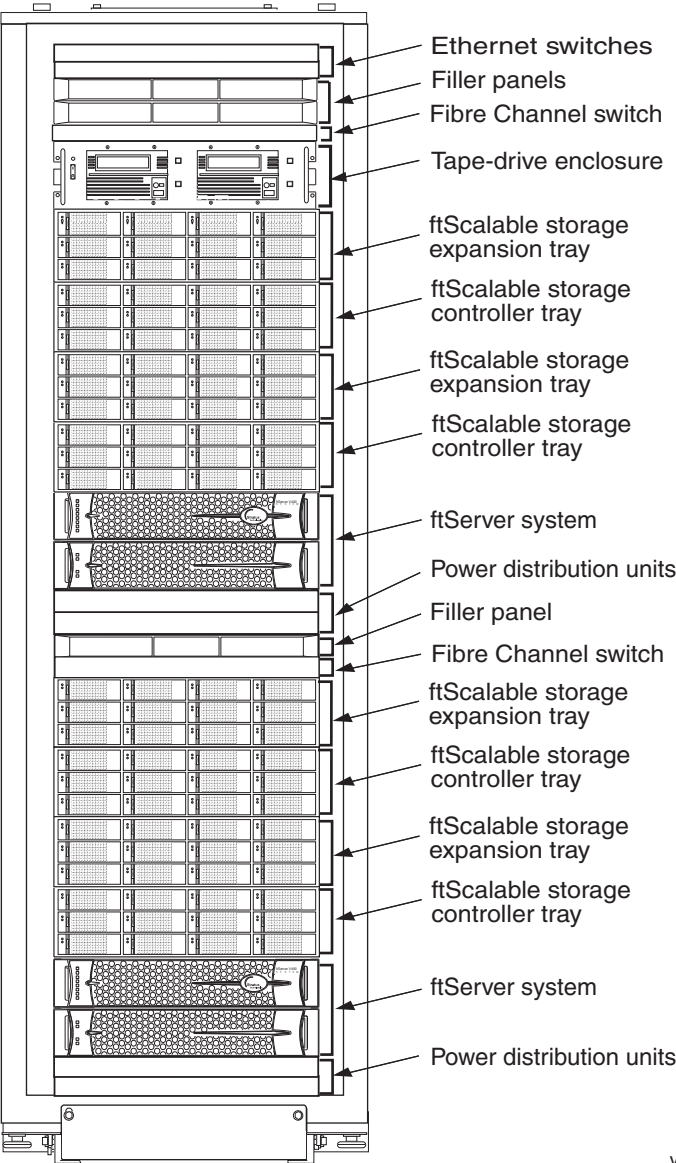 Ethernet switches
Filler panels
Fibre Channel switch
Tape-drive enclosure
ftScalable storage
expansion tray
ftScalable storage
controller tray
ftScalable storage
expansion tray
ftScalable storage
controller tray
ftServer system
Power distribution units
Filler panel
Fibre Channel switch
ftScalable storage
expansion tray
ftScalable storage
controller tray
ftScalable storage
expansion tray
ftScalable storage
controller tray
ftServer system
Power distribution units